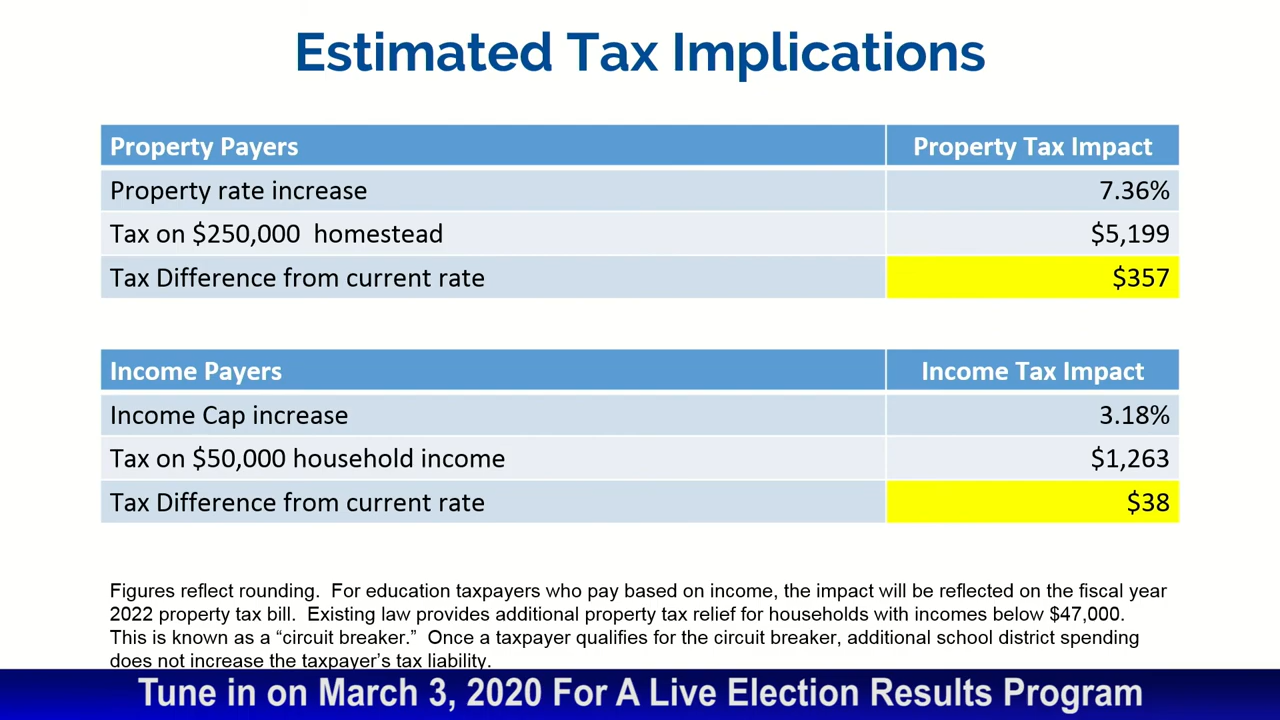 Estimated Tax Implications
Property Payers Property Tax Impact
Property rate increase 7.36%
Tax on $250,000 homestead $5,199
Tax Difference from current rate $357
Income Payers Income Tax Impact
Income Cap increase 3.18%
Tax on $50,000 household income $1,263
Tax Difference from current rate $38
Figures reflect rounding. For education taxpayers who pay based on income, the impact will be reflected on the fiscal year
2022 property tax bill. Existing law provides additional property tax relief for households with incomes below $47,000.
This is known as a “circuit breaker.” Once a taxpayer qualifies for the circuit breaker, additional school district spending
does not increase the taxpayer’s tax liability.
Tune in on March 3, 2020 For A Live Election Results Program